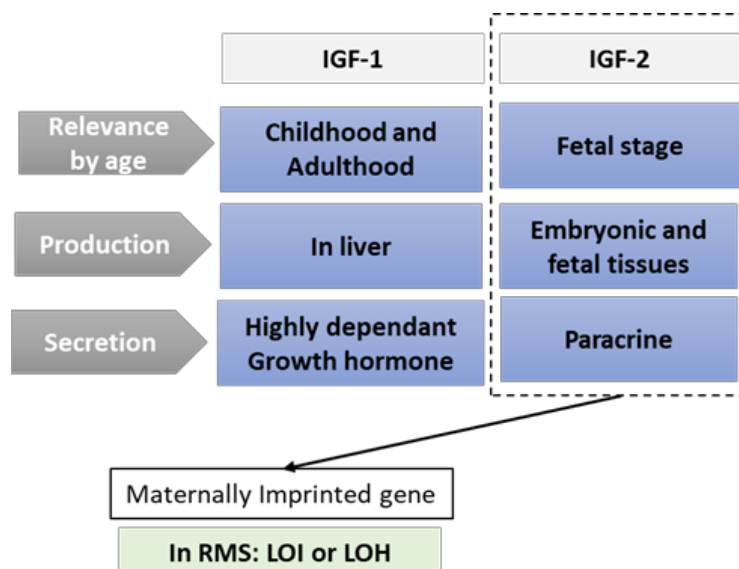 IGF-1
IGF-2
Relevance
by age
Childhood and
Adulthood
Fetal stage
Production
In liver
Embryonic and
fetal tissues
Secretion
Highly dependant
Growth hormone
Paracrine
Maternally Imprinted gene
In RMS: LOI or LOH